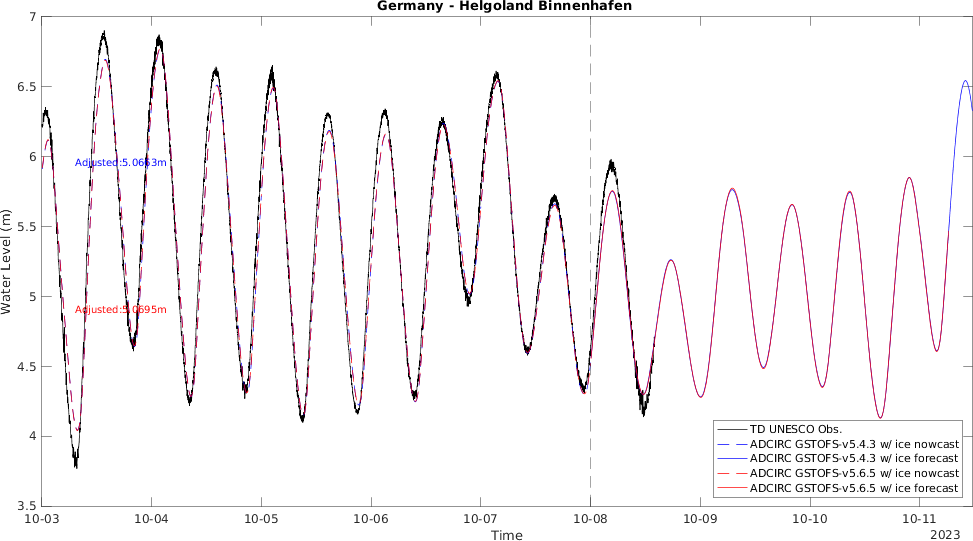 Germany - Helgoland Binnenhafen
7
6.5
6
5.5
5
4.5
4
3.5
Water Level (m)
Adjusted:5.0663m
Adjusted:5.0695m
TD UNESCO Obs.
ADCIRC GSTOFS-v5.4.3 w/ ice nowcast
ADCIRC GSTOFS-v5.4.3 w/ ice forecast
ADCIRC GSTOFS-v5.6.5 w/ ice nowcast
ADCIRC GSTOFS-v5.6.5 w/ ice forecast
10-03 10-04 10-05 10-06 10-07 10-08 10-09 10-10 10-11
Time
2023